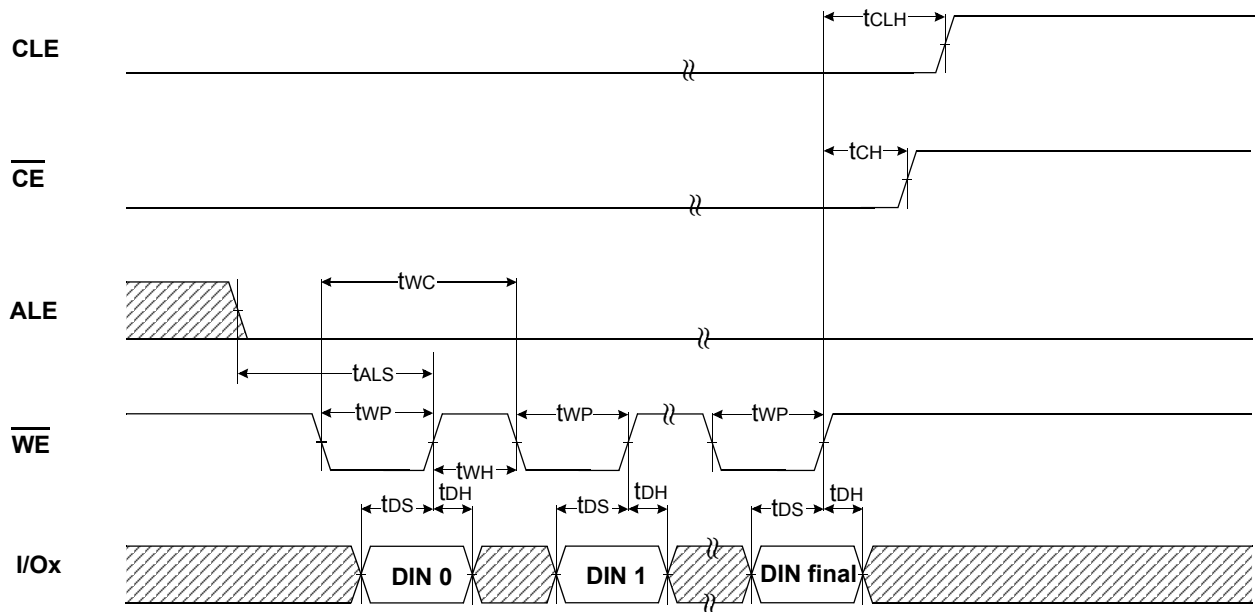 CLE
tCLH
CE
tCH
ALE
tWC
tALS
WE
tWP
tWP
tWP
tWH
tDS
tDH
tDS
tDH
tDS
tDH
I/Ox
DIN 0
DIN 1
DIN final